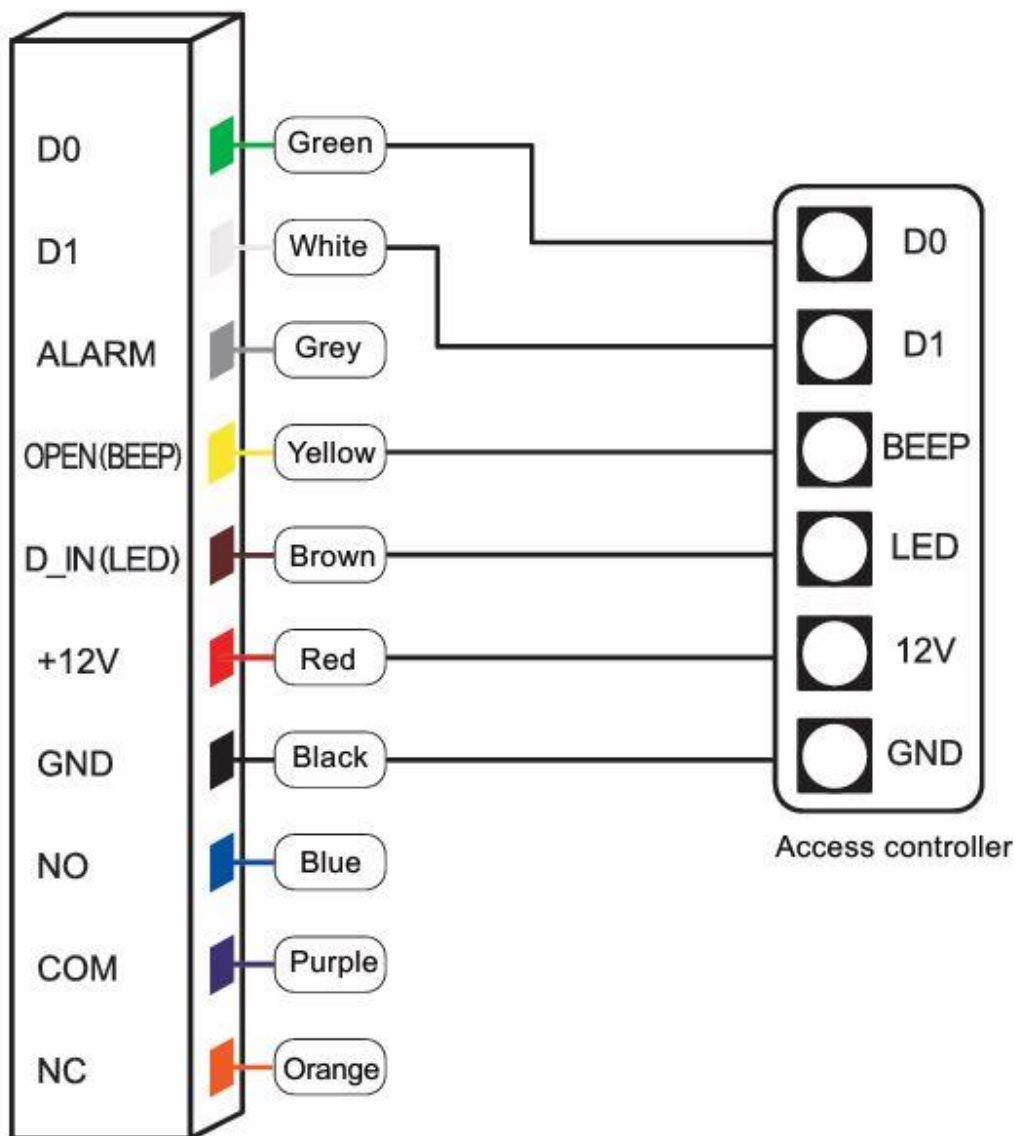 D0 Green
D1 White
ALARM Grey
OPEN(BEEP) Yellow
D_IN(LED) Brown
+12V Red
GND Black
NO Blue
COM Purple
NC Orange
D0
D1
BEEP
LED
12V
GND
Access controller